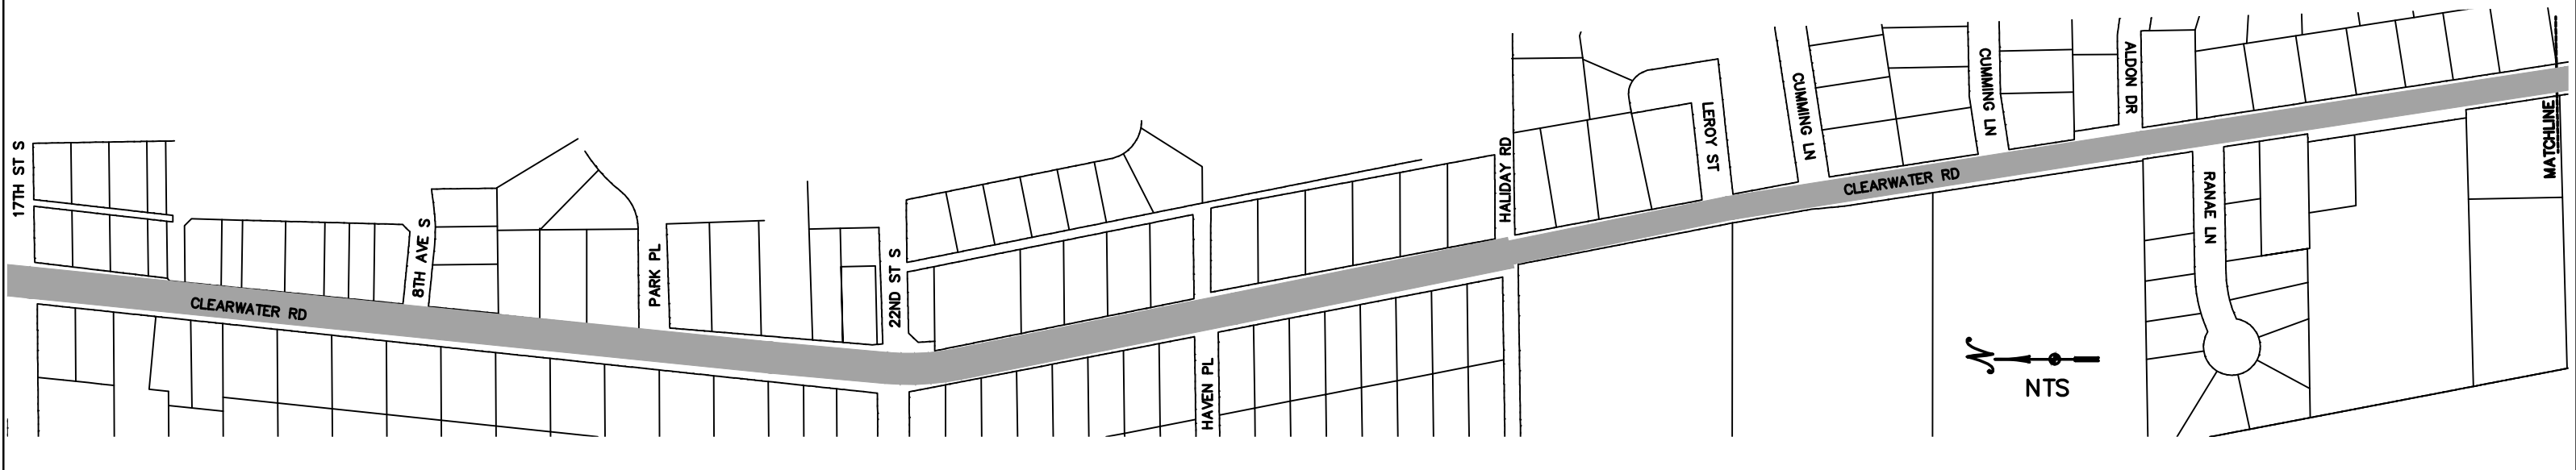 17TH ST S
CLEARWATER RD
8TH AVE S
PARK PL
22ND ST S
HAVEN PL
HALIDAY RD
LEROY ST
CUMMING LN
CLEARWATER RD
CUMMING LN
ALDON DR
RANAE LN
MATCHLINE
N
NTS